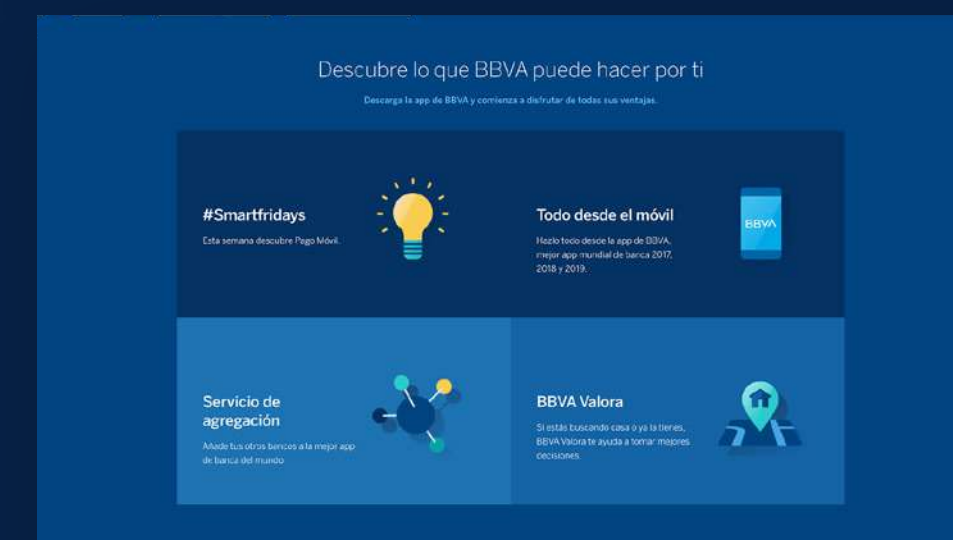 Descubre lo que BBVA puede hacer por ti
Descarga la app de BBVA y comienza a disfrutar de todas sus ventajas.
#Smartfridays
Esta semana descubre Pago Móvil.
Todo desde el móvil
Hazlo todo desde la app de BBVA,
mejor app mundial de banca 2017,
2018 y 2019.
BBVA
Servicio de
agregación
Añade tus otros bancos a la mejor app
de banca del mundo
BBVA Valora
Si estás buscando casa o ya la tienes,
BBVA Valora te ayuda a tomar mejores
decisiones.